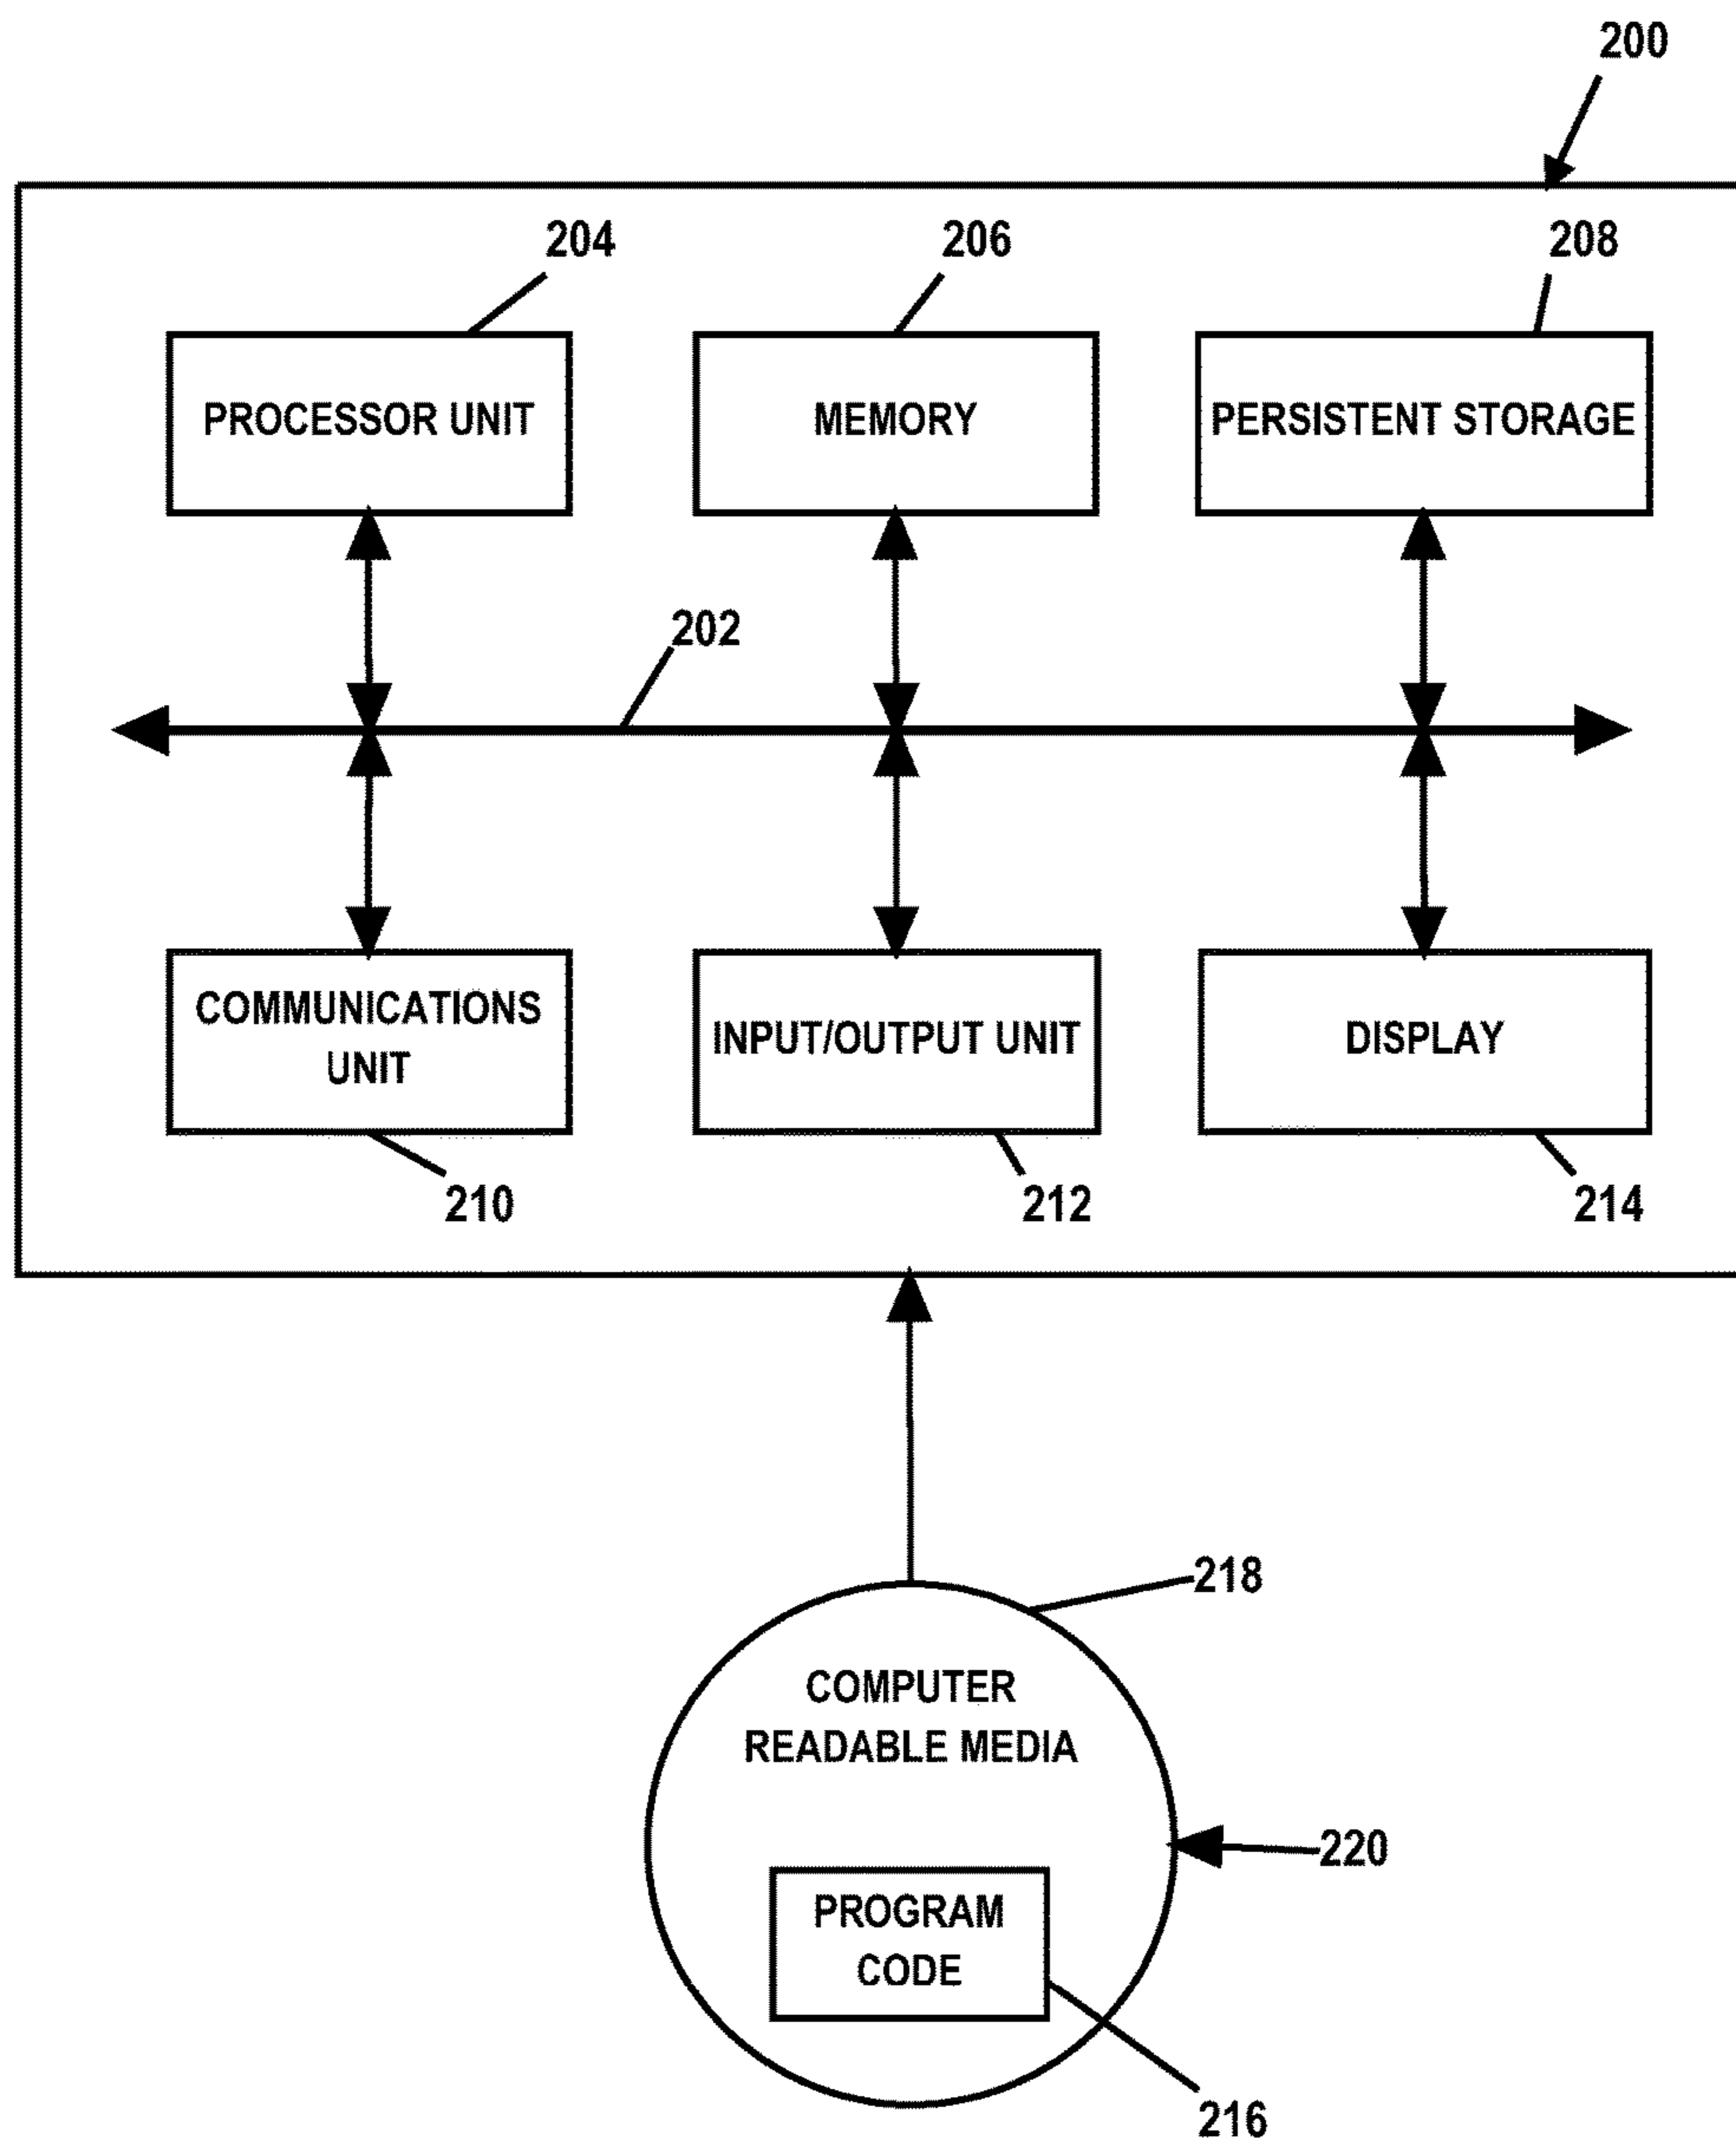 200
204
206
208
PROCESSOR UNIT
MEMORY
PERSISTENT STORAGE
202
COMMUNICATIONS
UNIT
INPUT/OUTPUT UNIT
DISPLAY
210
212
214
218
COMPUTER
READABLE MEDIA
220
PROGRAM
CODE
216